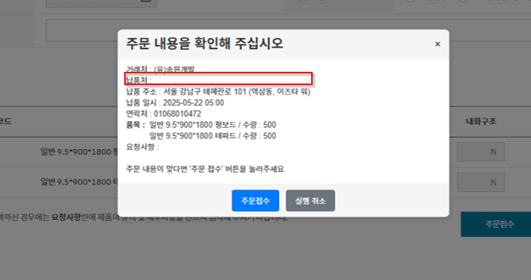 주문 내용을 확인해 주십시오
×
거래처 : (유)송원개발
납품처 :
납품 주소 : 서울 강남구 테헤란로 101 (역삼동, 이즈타워)
납품 일시 : 2025-05-22 05:00
연락처 : 01068010472
품목 : 일반 9.5*900*1800 평보드 / 수량 : 500
일반 9.5*900*1800 테파드 / 수량 : 500
요청사항 :
주문 내용이 맞다면 '주문 접수' 버튼을 눌러주세요
주문접수
실행 취소
코드
내화구조
일반 9.5*900*1800 평
N
일반 9.5*900*1800 테
N
하신 경우에는 요청사항란에 제품의
주문접수